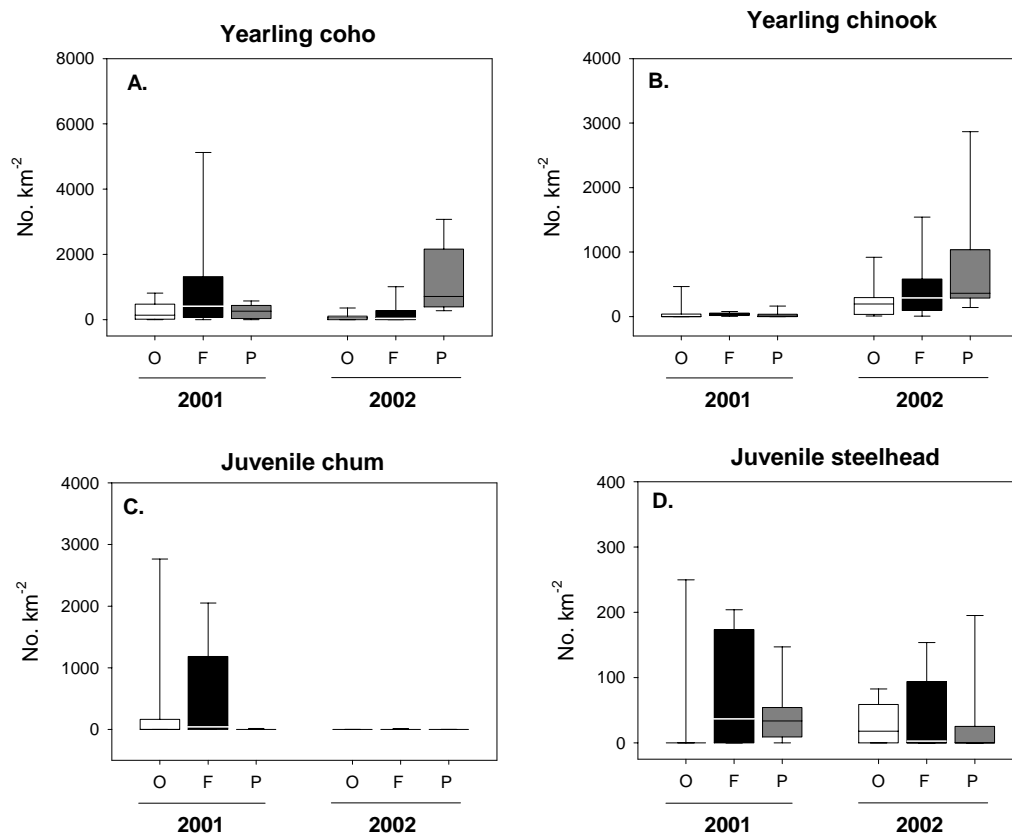 Yearling coho
A.
8000
6000
4000
2000
0
No. km-2
O F P O F P
2001 2002
Yearling chinook
B.
4000
3000
2000
1000
0
No. km-2
O F P O F P
2001 2002
Juvenile chum
C.
4000
3000
2000
1000
0
No. km-2
O F P O F P
2001 2002
Juvenile steelhead
D.
400
300
200
100
0
No. km-2
O F P O F P
2001 2002